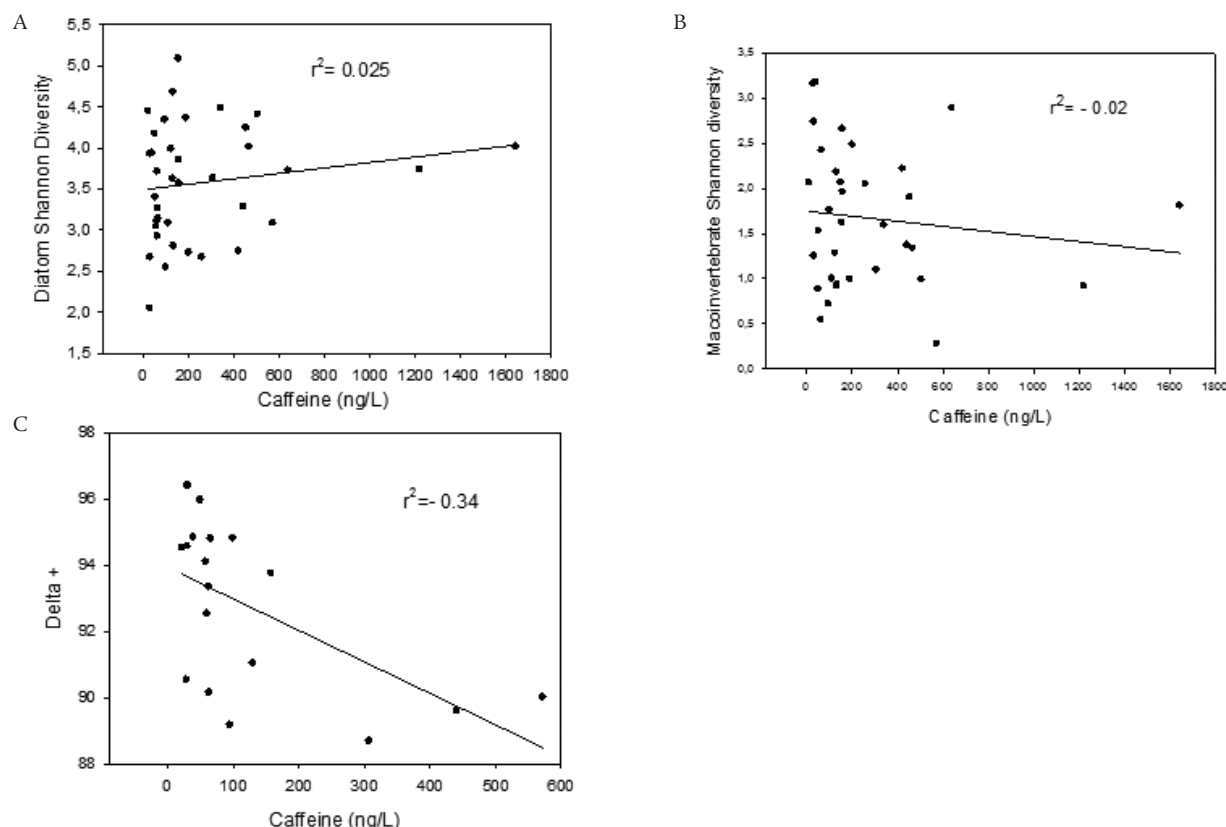 A
5,5
5,0
4,5
4,0
3,5
3,0
2,5
2,0
1,5
Diatom Shannon Diversity
r²= 0.025
0 200 400 600 800 1000 1200 1400 1600 1800
Caffeine (ng/L)
B
3,5
3,0
2,5
2,0
1,5
1,0
0,5
0,0
Macoinvertebrate Shannon diversity
r²= - 0.02
0 200 400 600 800 1000 1200 1400 1600 1800
Caffeine (ng/L)
C
98
96
94
92
90
88
Delta +
r²=- 0.34
0 100 200 300 400 500 600
Caffeine (ng/L)